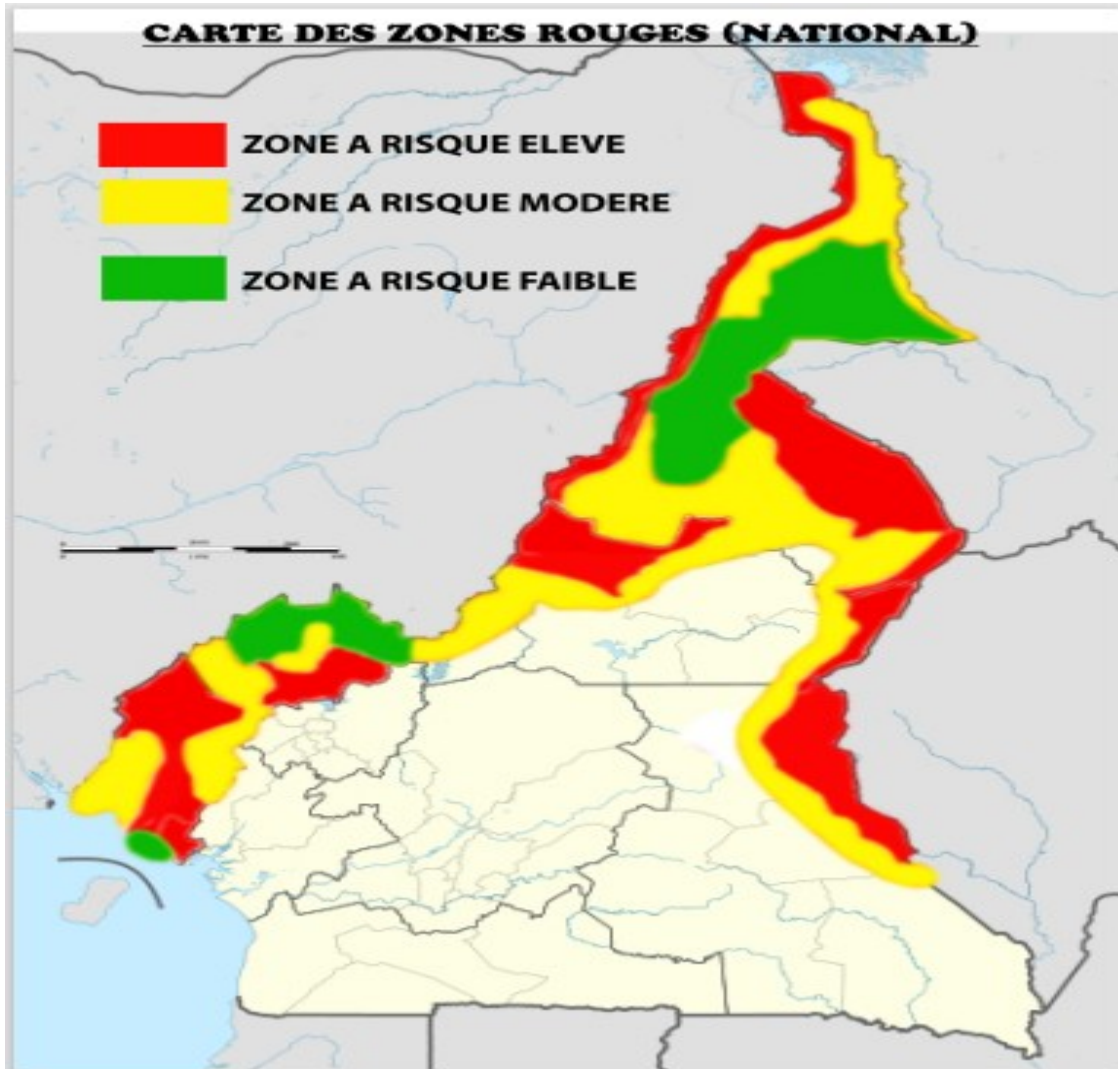 CARTE DES ZONES ROUGES (NATIONAL)
ZONE A RISQUE ELEVE
ZONE A RISQUE MODERE
ZONE A RISQUE FAIBLE